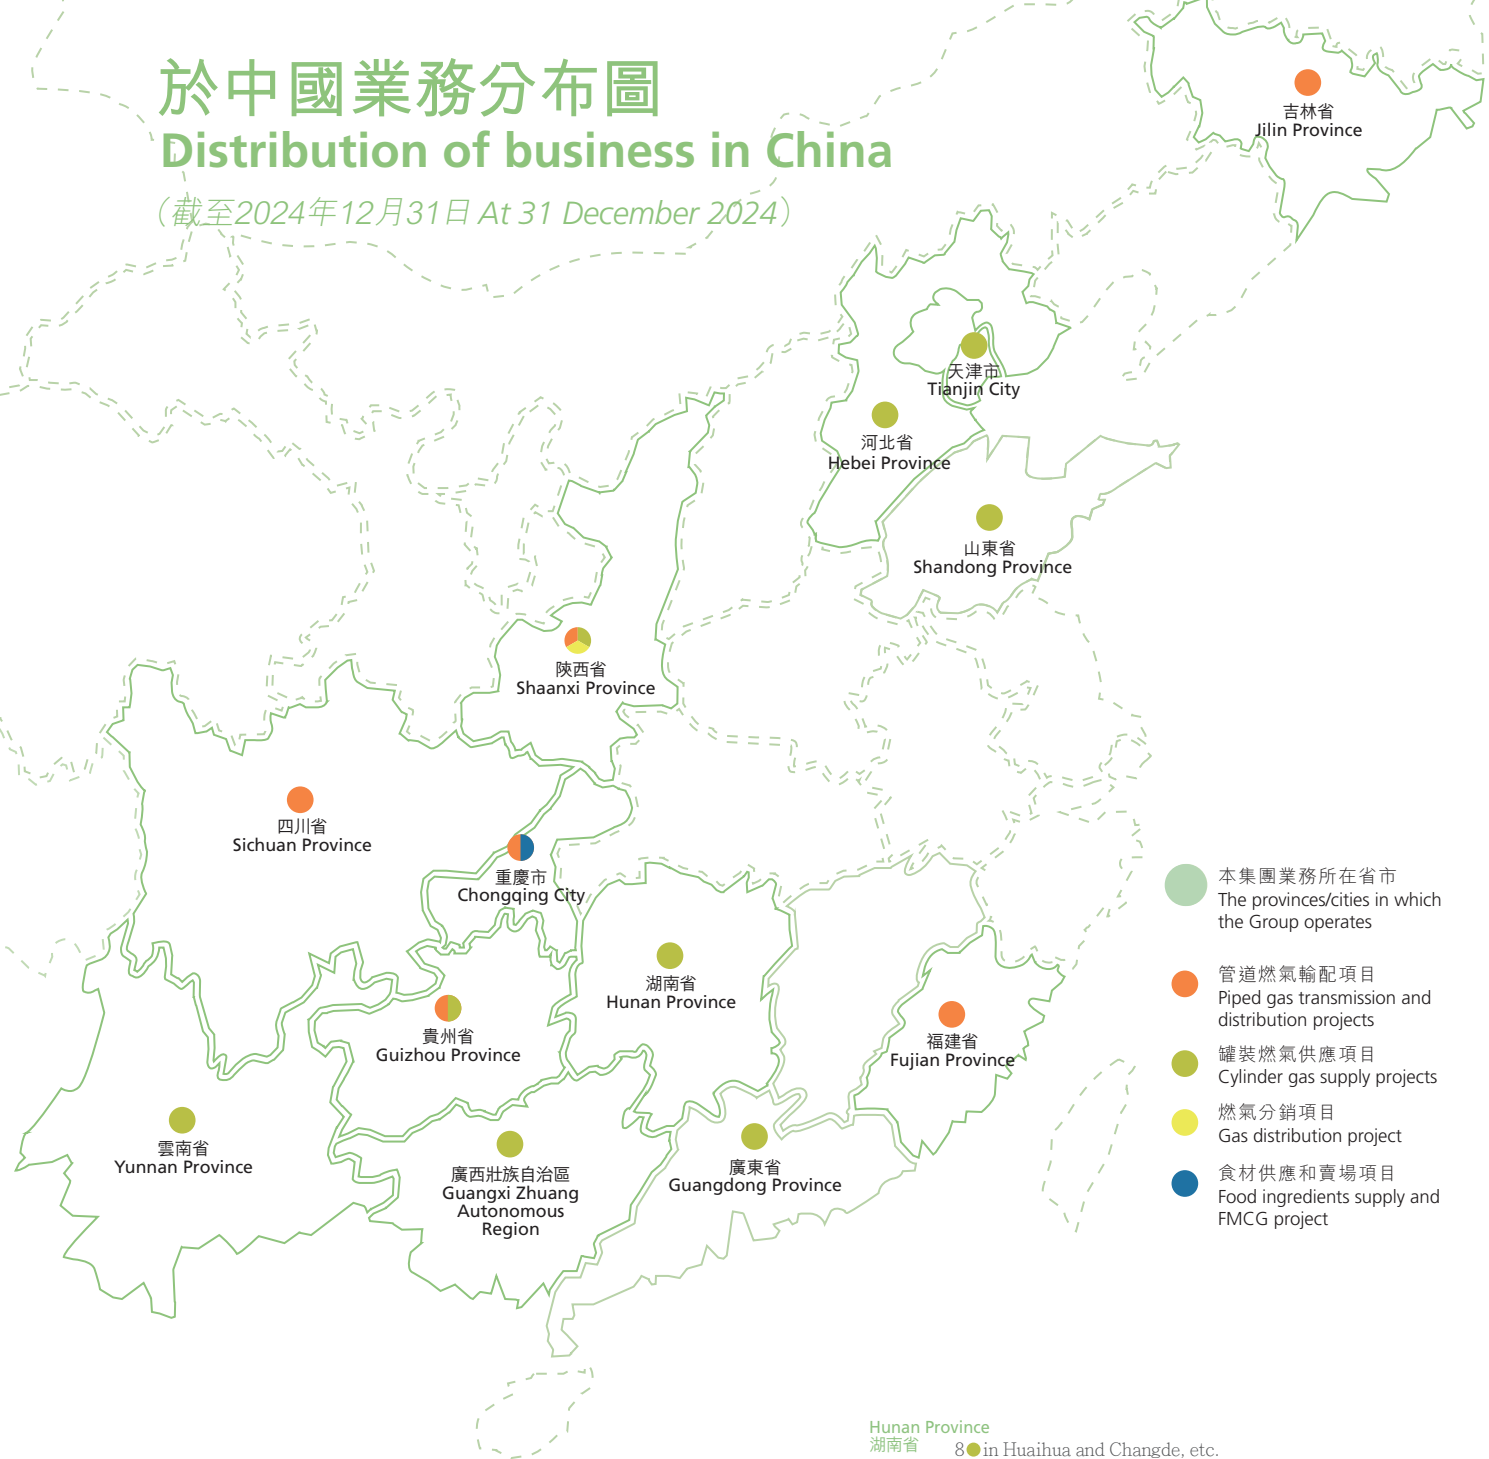 於中國業務分布圖
Distribution of business in China
（截至2024年12月31日 At 31 December 2024）
吉林省
Jilin Province
天津市
Tianjin City
河北省
Hebei Province
山東省
Shandong Province
陝西省
Shaanxi Province
四川省
Sichuan Province
重慶市
Chongqing City
湖南省
Hunan Province
貴州省
Guizhou Province
福建省
Fujian Province
雲南省
Yunnan Province
廣西壯族自治區
Guangxi Zhuang
Autonomous
Region
廣東省
Guangdong Province
本集團業務所在省市
The provinces/cities in which
the Group operates
管道燃氣輸配項目
Piped gas transmission and
distribution projects
罐裝燃氣供應項目
Cylinder gas supply projects
燃氣分銷項目
Gas distribution project
食材供應和賣場項目
Food ingredients supply and
FMCG project
Hunan Province
湖南省
8 in Huaihua and Changde, etc.